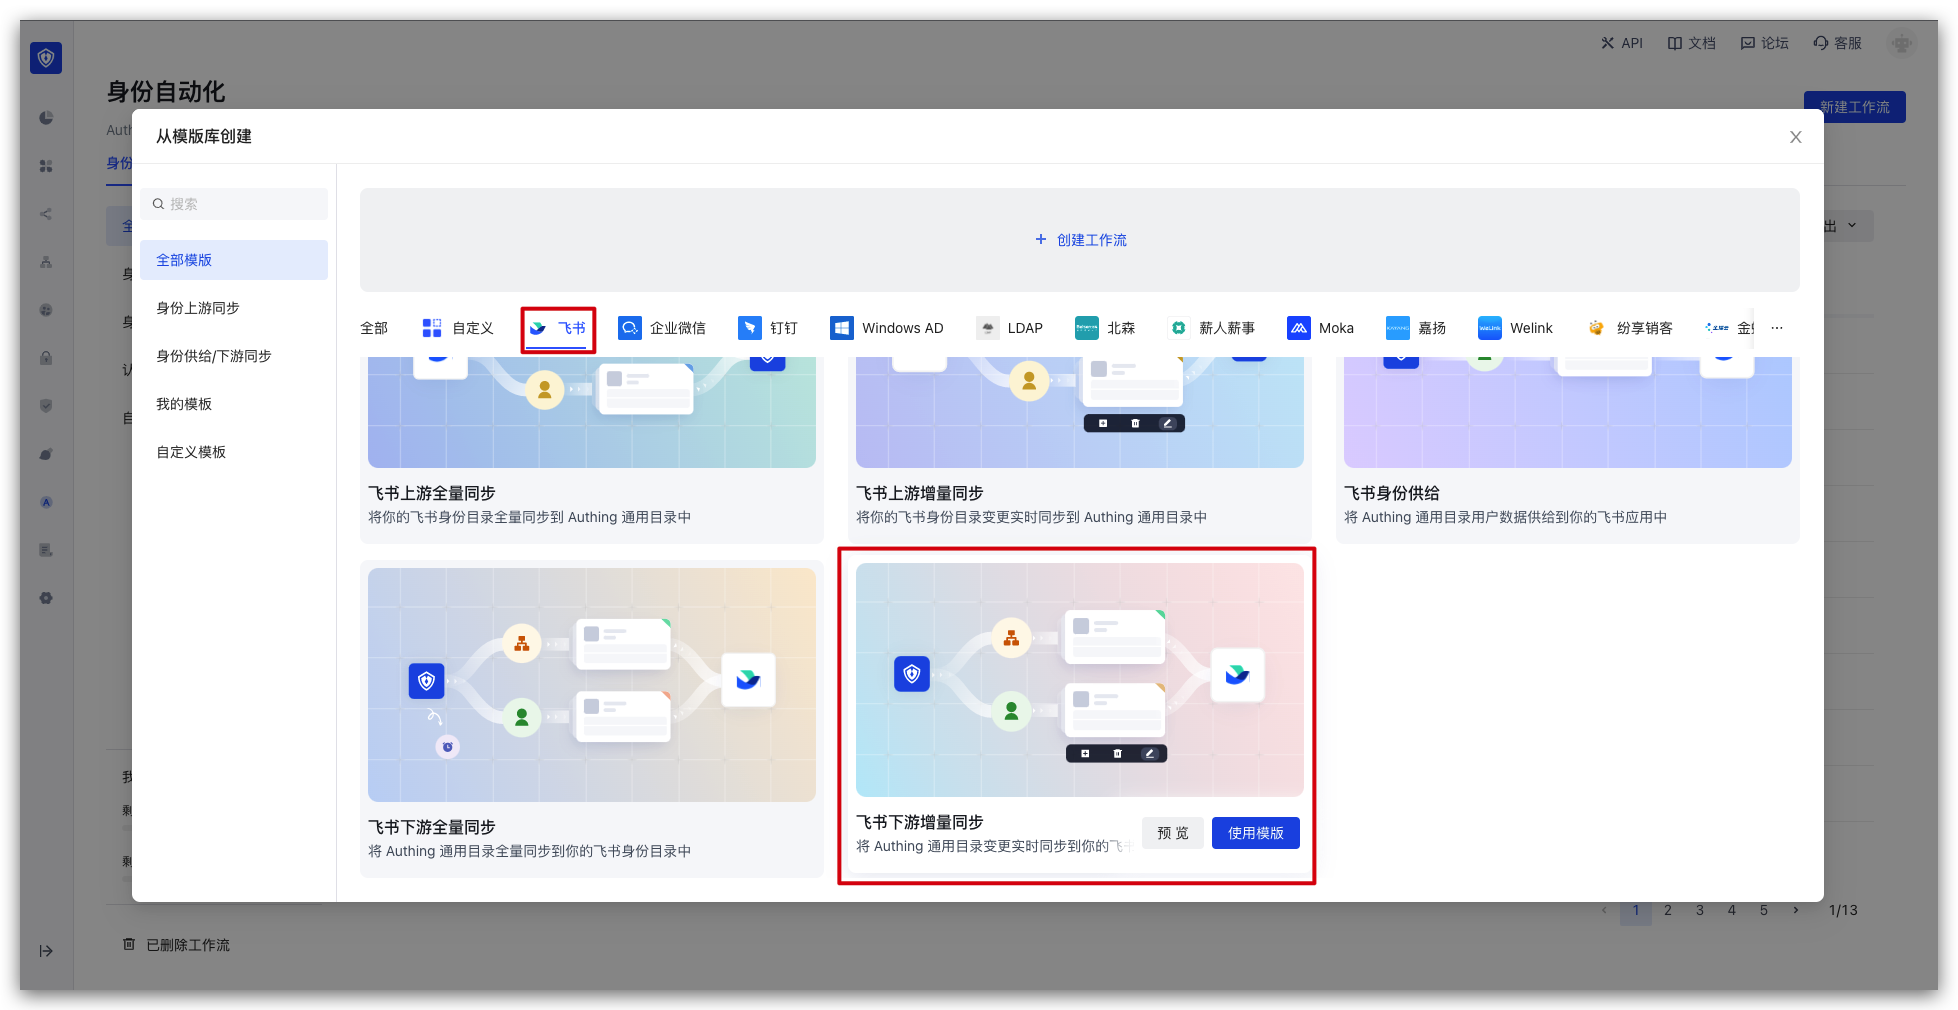 API 文档 论坛 客服
身份自动化
新建工作流
Auth
身份
从模版库创建
搜索
全部模版
身份上游同步
身份供给/下游同步
我的模板
自定义模板
创建工作流
全部 自定义 飞书 企业微信 钉钉 Windows AD LDAP 北森 薪人薪事 Moka 嘉扬 Welink 纷享销客 金
飞书上游全量同步
将你的飞书身份目录全量同步到 Authing 通用目录中
飞书上游增量同步
将你的飞书身份目录变更实时同步到 Authing 通用目录中
飞书身份供给
将 Authing 通用目录用户数据供给到你的飞书应用中
飞书下游全量同步
将 Authing 通用目录全量同步到你的飞书身份目录中
飞书下游增量同步
将 Authing 通用目录变更实时同步到你的飞
预览 使用模版
全
出
我
剩
剩
已删除工作流
1 2 3 4 5 1/13